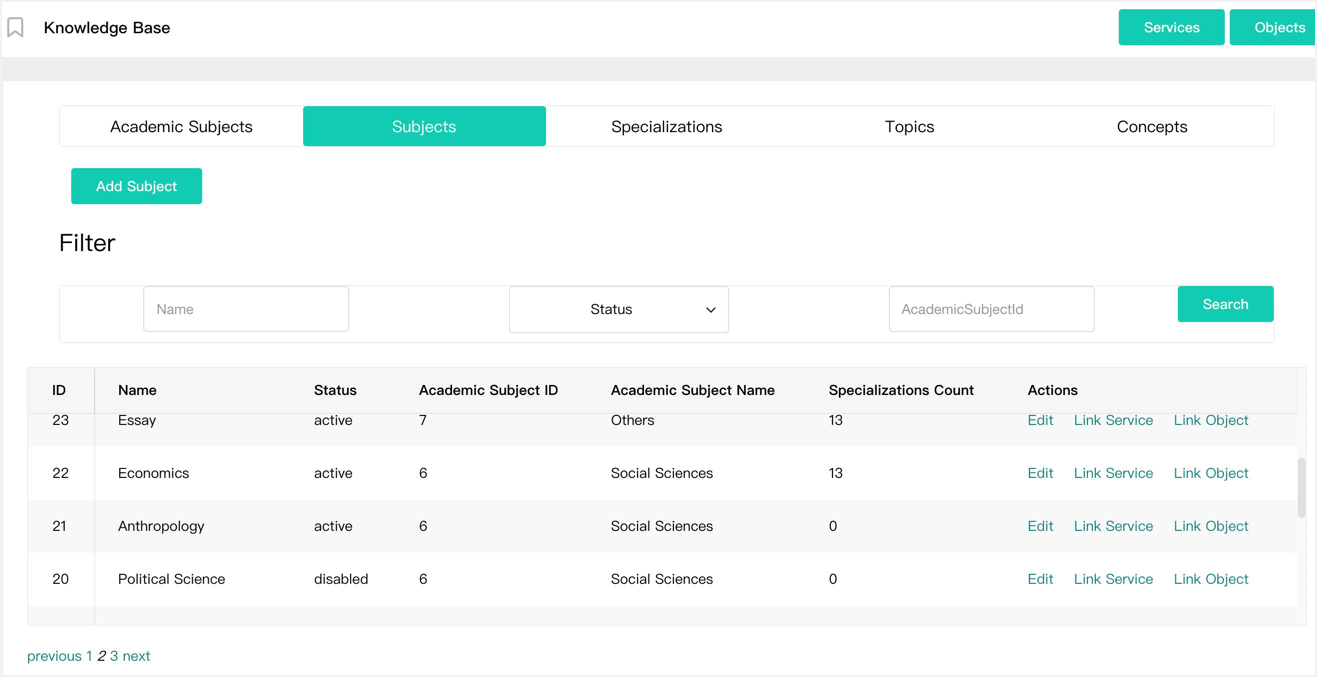 Knowledge Base Services Objects
Academic Subjects Subjects Specializations Topics Concepts
Add Subject
Filter
Name Status AcademicSubjectId Search
ID Name Status Academic Subject ID Academic Subject Name Specializations Count Actions
23 Essay active 7 Others 13 Edit Link Service Link Object
22 Economics active 6 Social Sciences 13 Edit Link Service Link Object
21 Anthropology active 6 Social Sciences 0 Edit Link Service Link Object
20 Political Science disabled 6 Social Sciences 0 Edit Link Service Link Object
previous 1 2 3 next